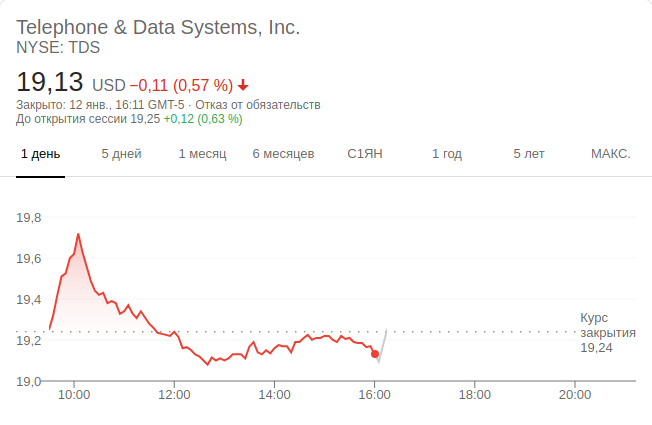 Telephone & Data Systems, Inc.
NYSE: TDS
19,13 USD −0,11 (0,57 %)
Закрыто: 12 янв., 16:11 GMT-5 · Отказ от обязательств
До открытия сессии 19,25 +0,12 (0,63 %)
1 день 5 дней 1 месяц 6 месяцев С1ЯН 1 год 5 лет МАКС.
19,8
19,6
19,4
19,2
19,0
Курс
закрытия
19,24
10:00 12:00 14:00 16:00 18:00 20:00